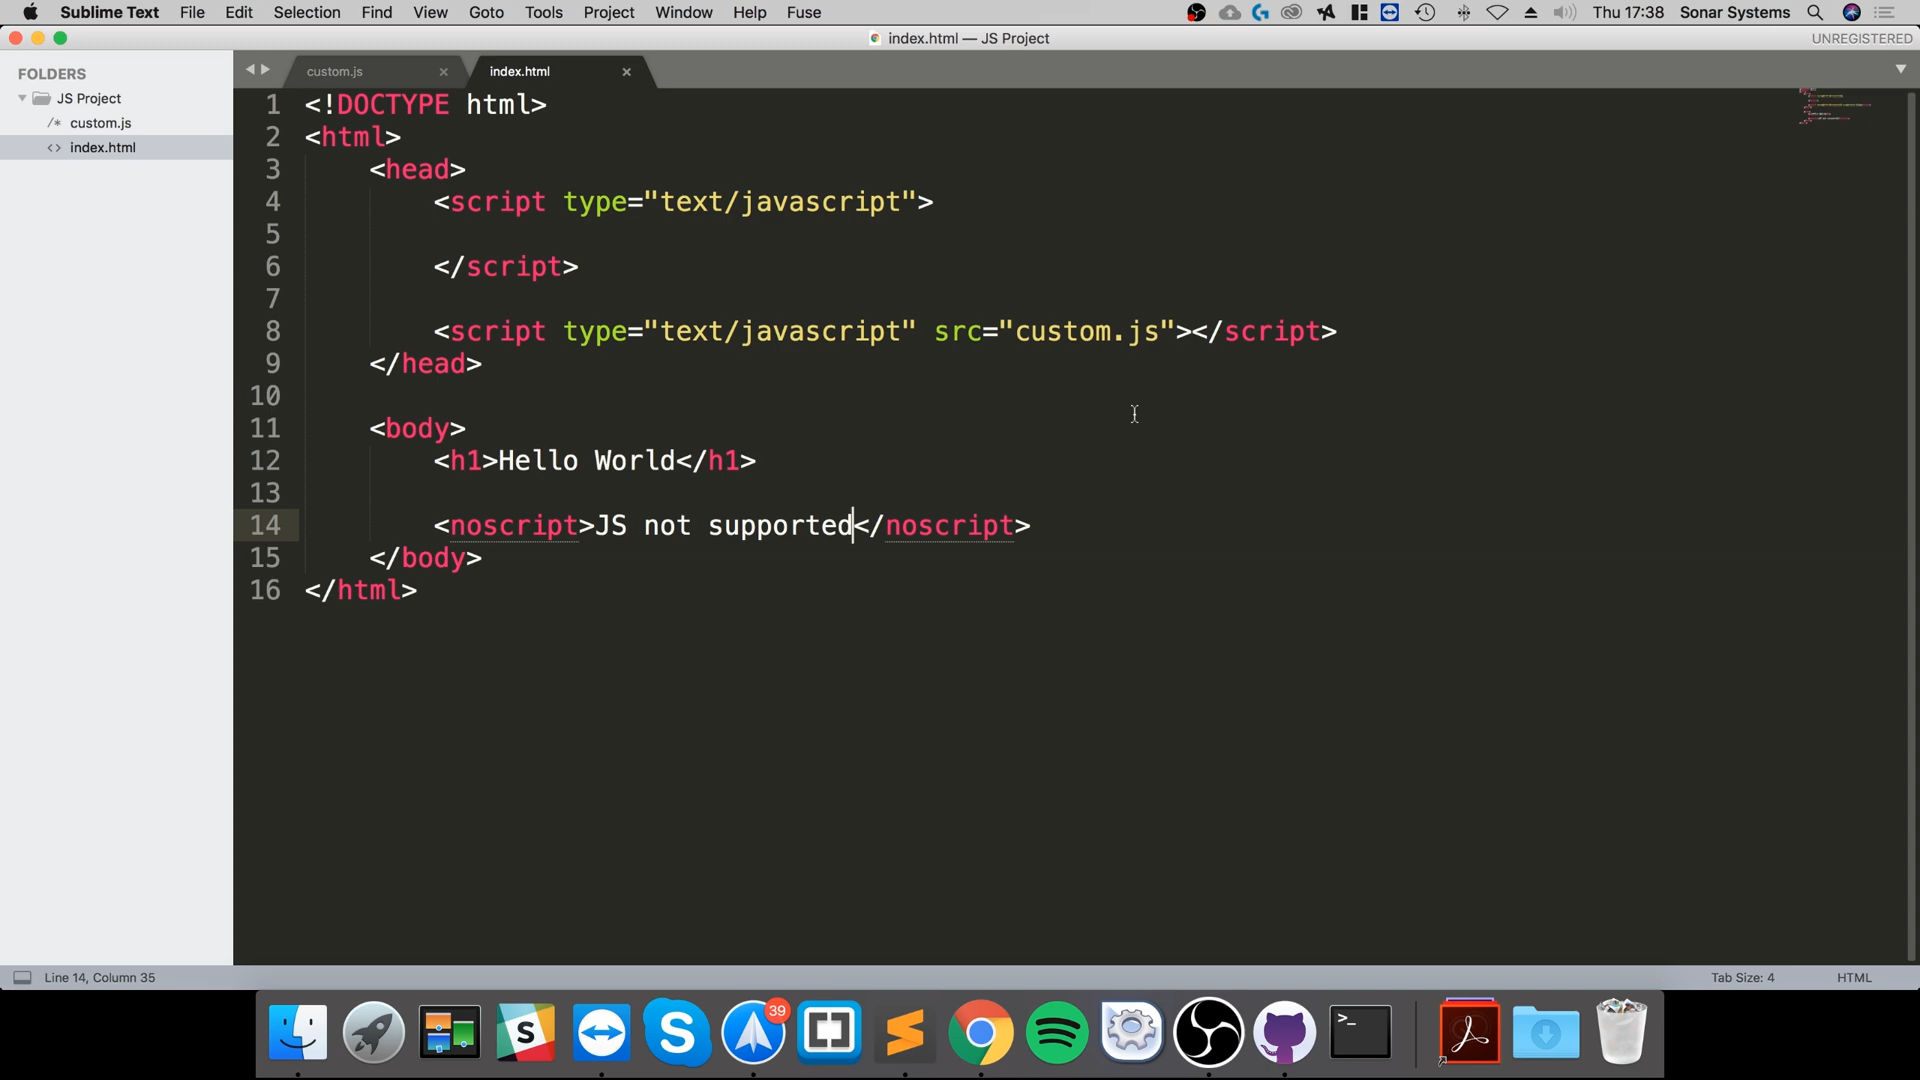 Sublime Text File Edit Selection Find View Goto Tools Project Window Help Fuse Thu 17:38 Sonar Systems
index.html — JS Project UNREGISTERED
FOLDERS
JS Project
/* custom.js
<> index.html
custom.js × index.html ×
1 <!DOCTYPE html>
2 <html>
3 <head>
4 <script type="text/javascript">
5
6 </script>
7
8 <script type="text/javascript" src="custom.js"></script>
9 </head>
10
11 <body>
12 <h1>Hello World</h1>
13
14 <noscript>JS not supported</noscript>
15 </body>
16 </html>
Line 14, Column 35 Tab Size: 4 HTML
39